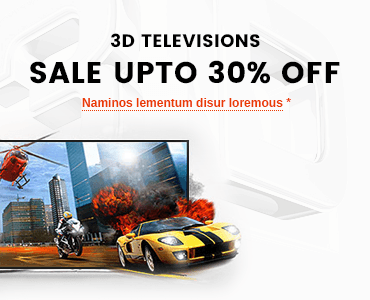 3D TELEVISIONS
SALE UPTO 30% OFF
Naminos lementum disur loremous *